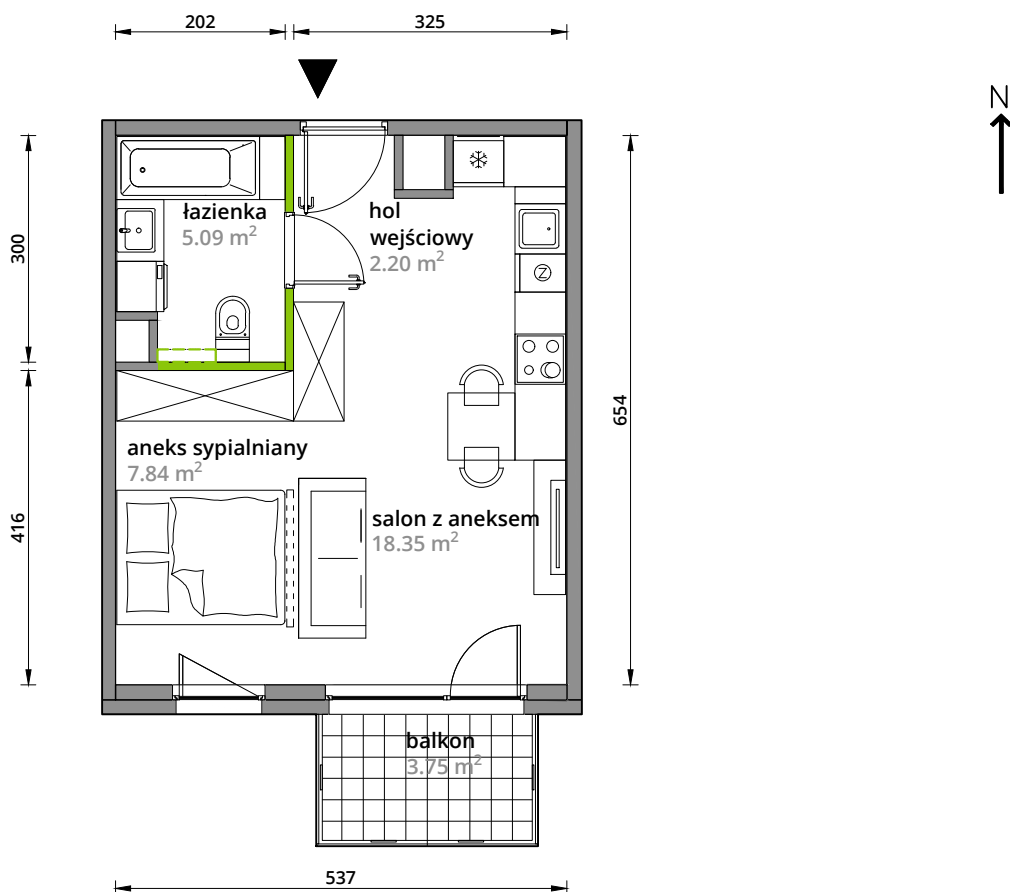 202
325
N
łazienka
5.09 m²
hol
wejściowy
2.20 m²
300
Z
654
aneks sypialniany
7.84 m²
416
salon z aneksem
18.35 m²
balkon
3.75 m²
537